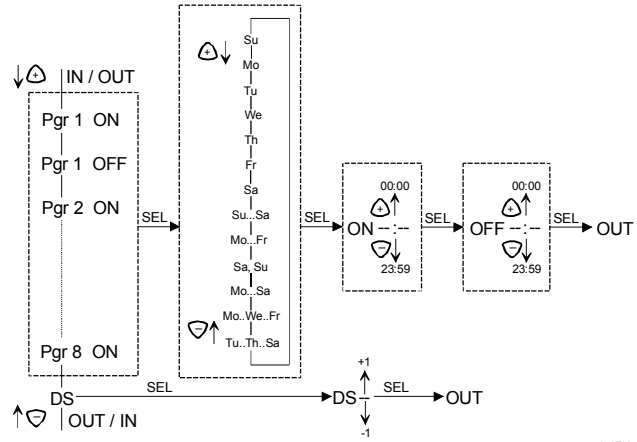 IN / OUT
Pgr 1 ON
Pgr 1 OFF
Pgr 2 ON
Pgr 8 ON
DS
OUT / IN
SEL
+
Su
Mo
Tu
We
Th
Fr
Sa
Su...Sa
Mo...Fr
Sa, Su
Mo...Sa
Mo..We..Fr
Tu..Th..Sa
SEL
00:00
ON --:--
23:59
SEL
00:00
OFF --:--
23:59
SEL
OUT
SEL
+1
DS
-1
SEL
OUT